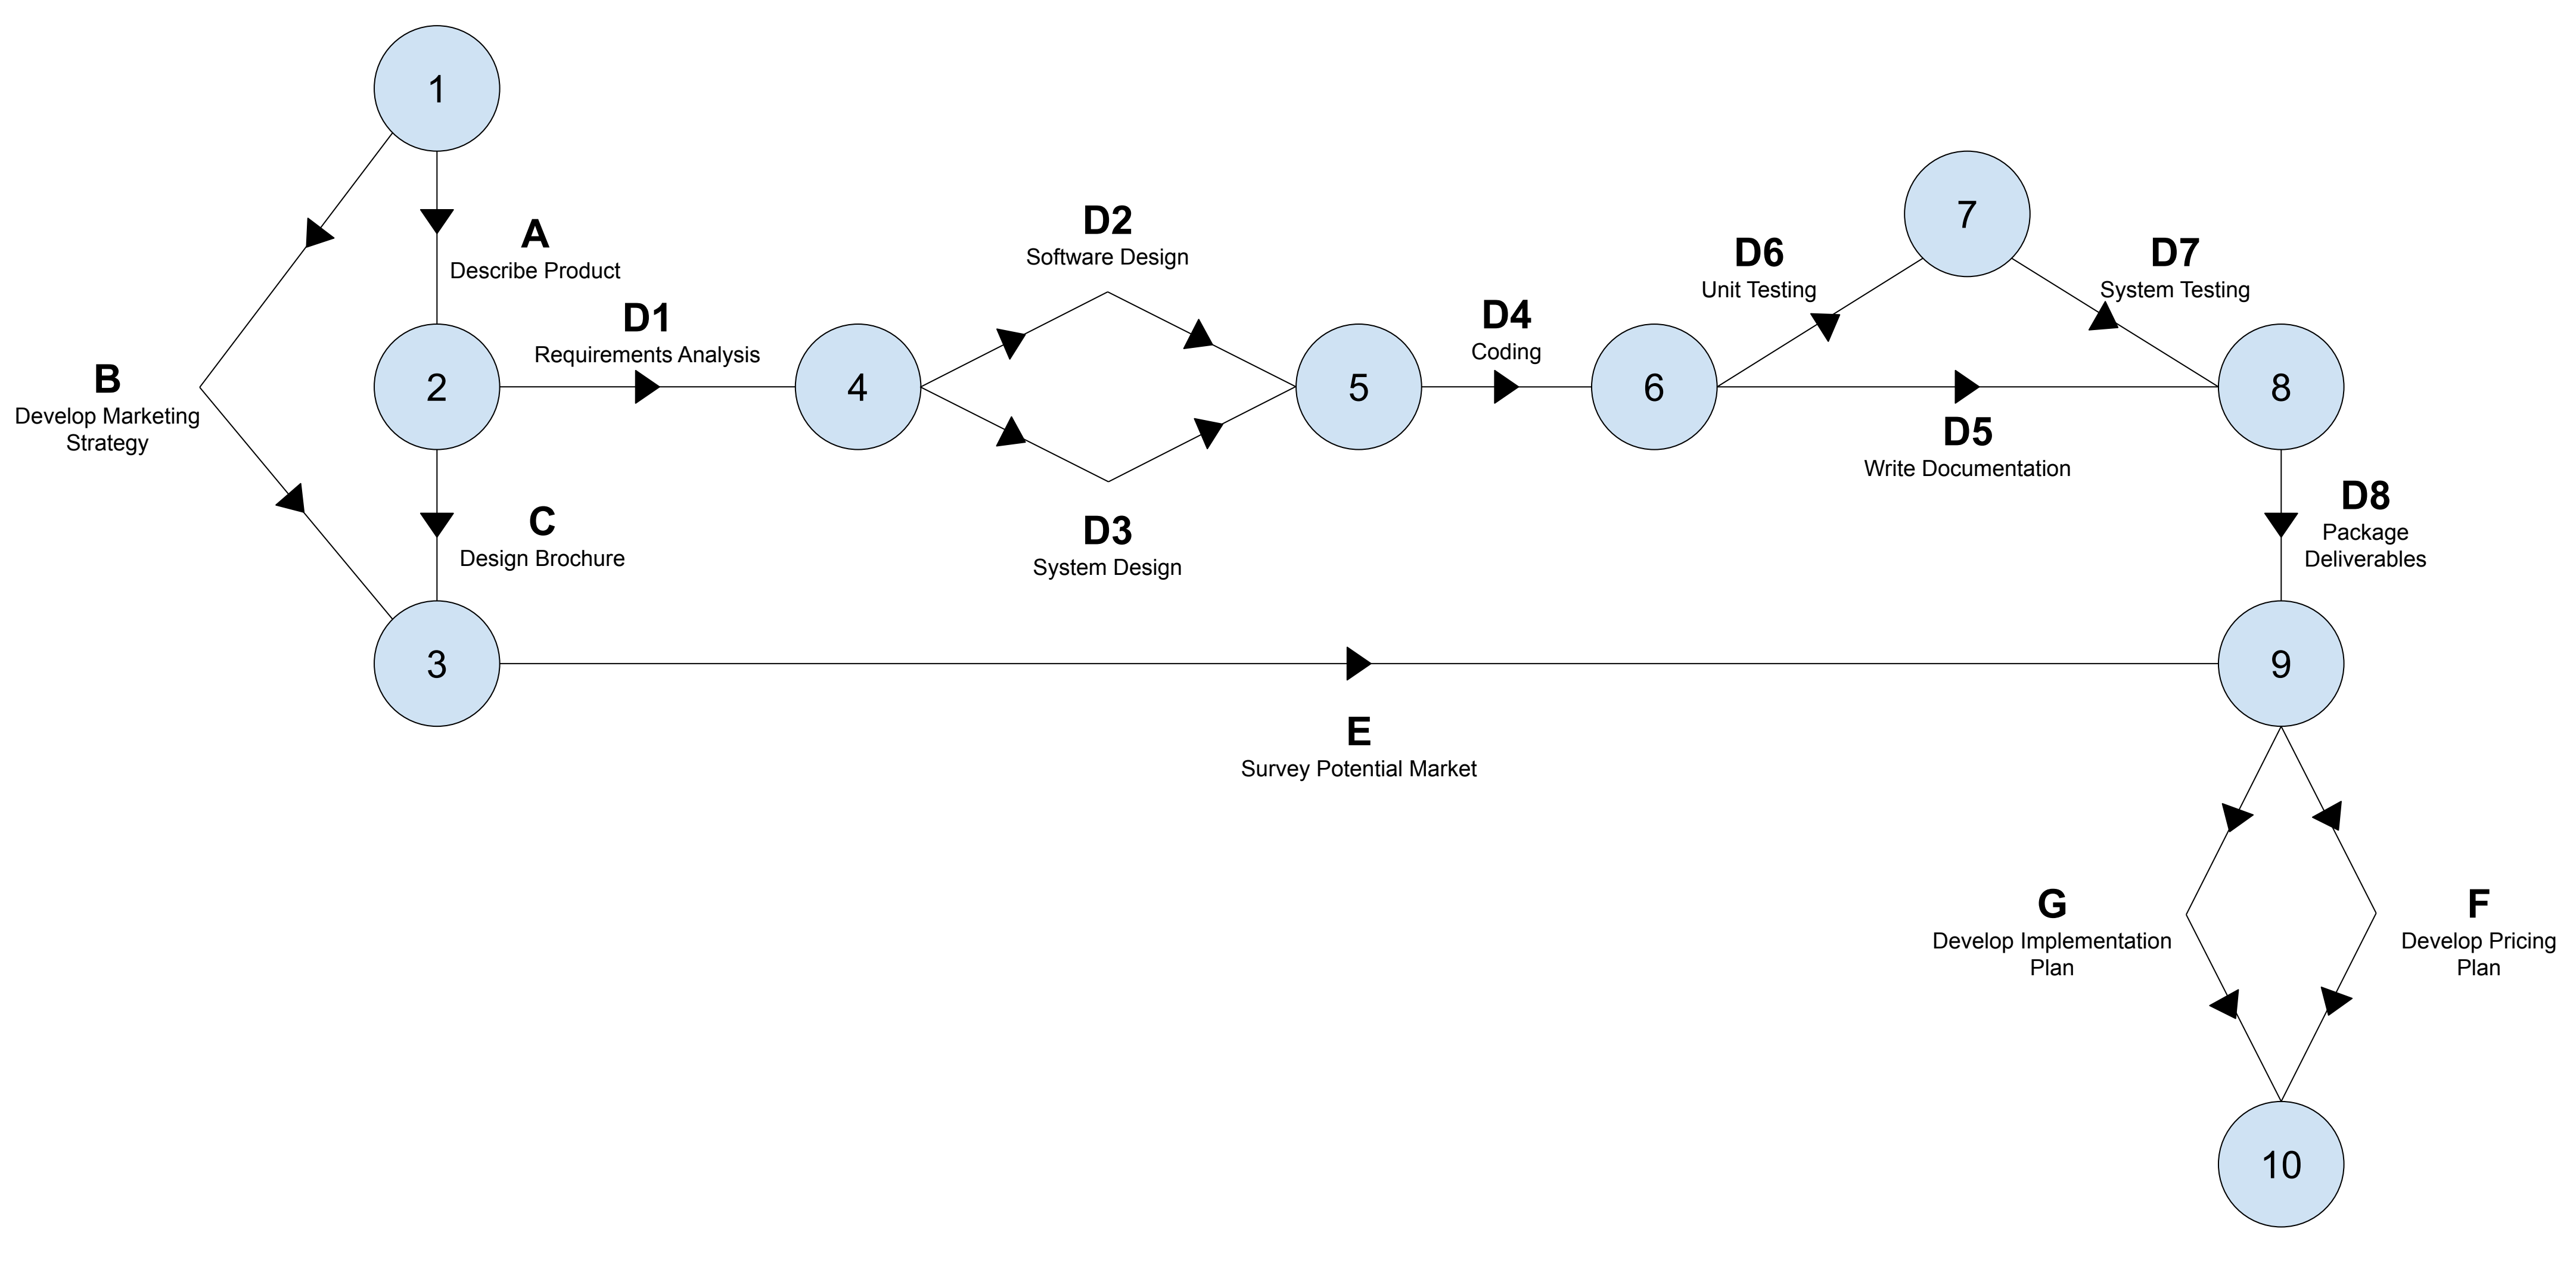 1
A
Describe Product
B
Develop Marketing
Strategy
2
D1
Requirements Analysis
4
D2
Software Design
D3
System Design
5
D4
Coding
6
D6
Unit Testing
7
D7
System Testing
D5
Write Documentation
8
C
Design Brochure
D8
Package
Deliverables
3
E
Survey Potential Market
9
G
Develop Implementation
Plan
F
Develop Pricing
Plan
10